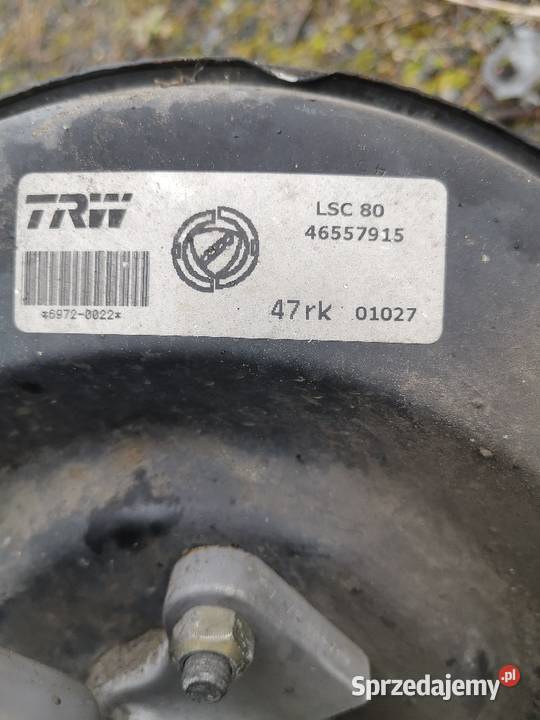 TRW
LSC 80
46557915
*6972-0022*
47rk 01027
Sprzedajemy.pl